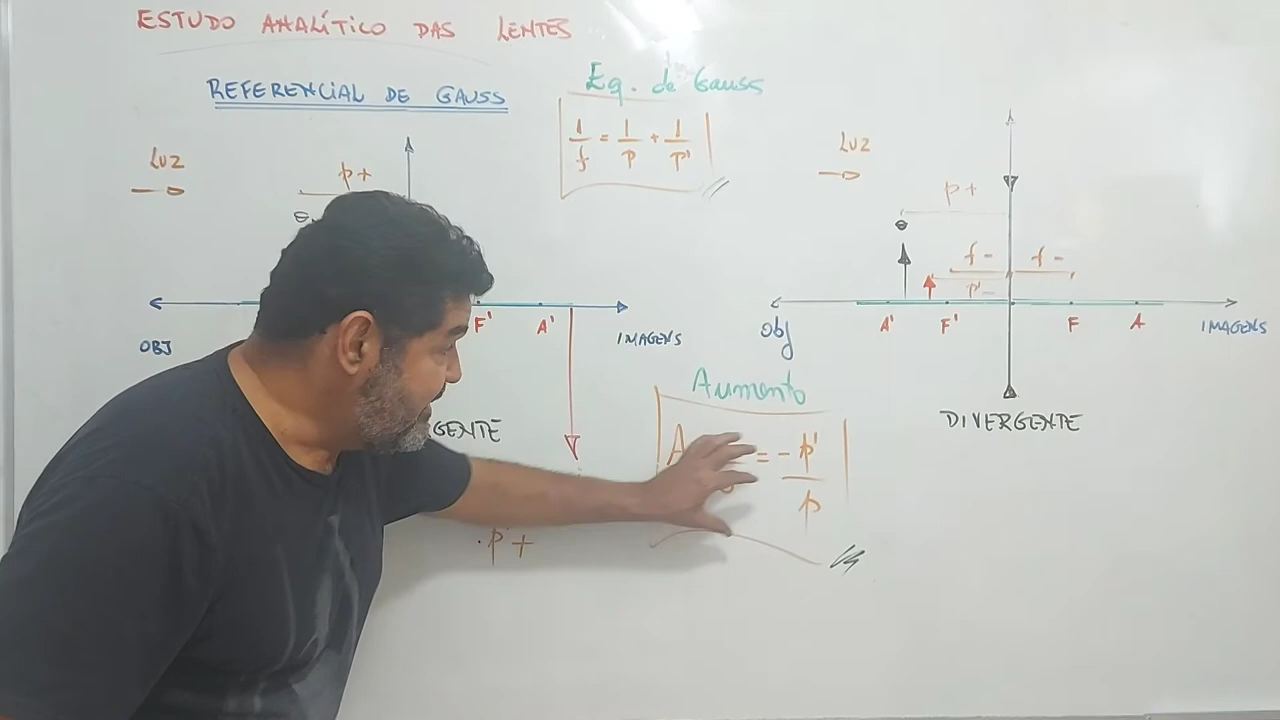 ESTUDO ANALÍTICO DAS LENTES
REFERENCIAL DE GAUSS
Eq. de Gauss
1/f = 1/p + 1/p'
LUZ
p+
F'
A'
OBJ
IMAGENS
GENTE
p'+
Aumento
A = - p'/p
LUZ
p+
o
f -
f -
p' -
Obj
A'
F'
F
A
IMAGENS
DIVERGENTE